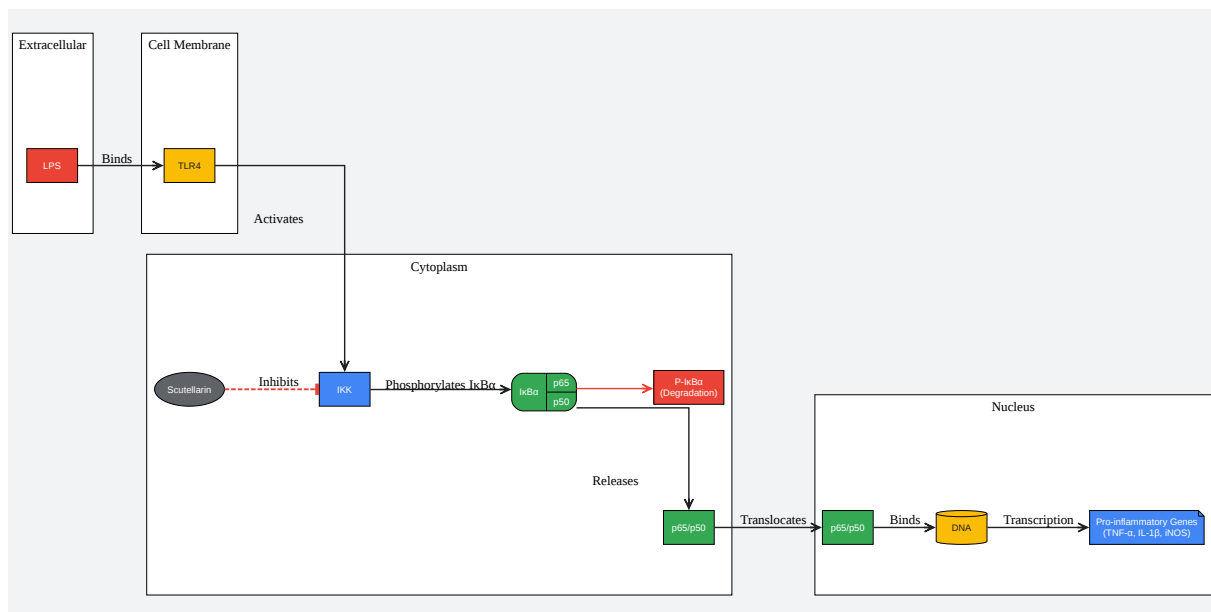 Extracellular
Cell Membrane
LPS
Binds
TLR4
Activates
Cytoplasm
Scutellarin
Inhibits
IKK
Phosphorylates IκBα
IκBα
p65
p50
P-IκBα
(Degradation)
Releases
p65/p50
Translocates
Nucleus
p65/p50
Binds
DNA
Transcription
Pro-inflammatory Genes
(TNF-α, IL-1β, iNOS)